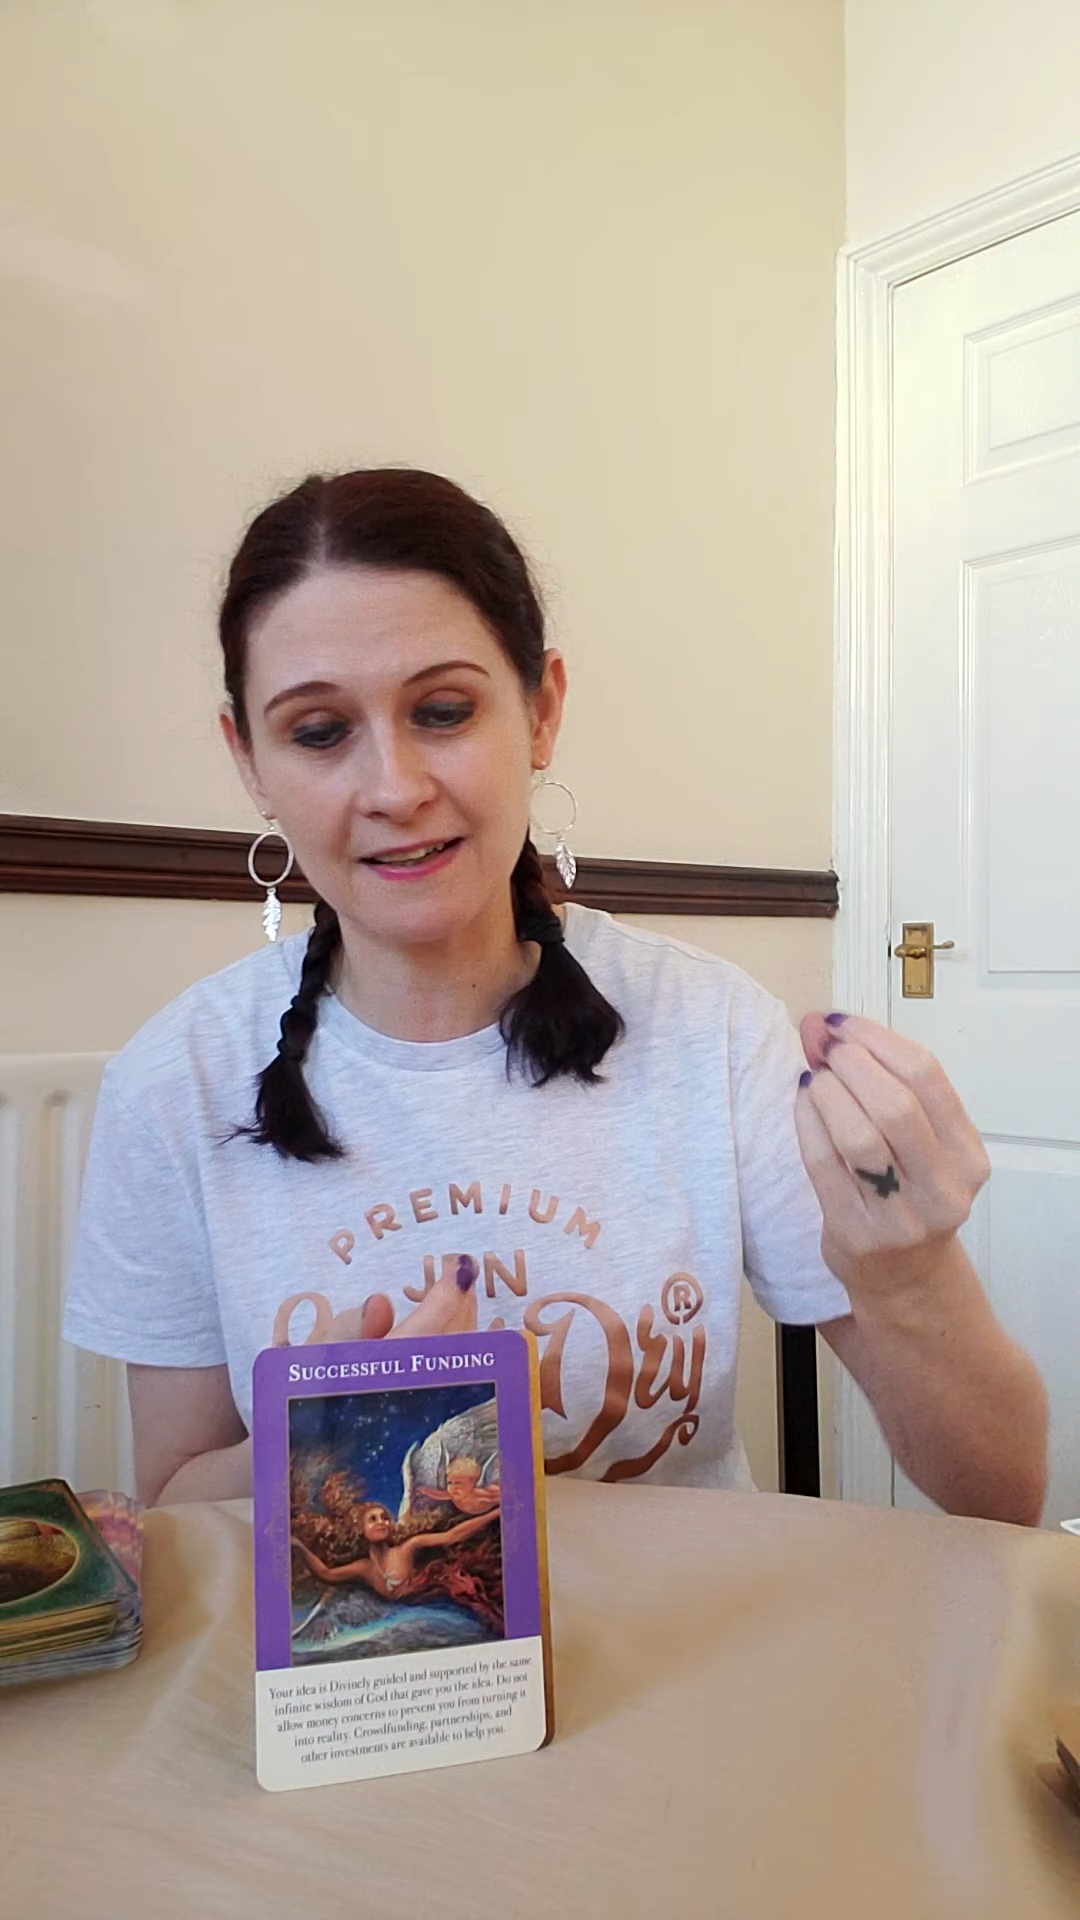 PREMIUM
JPN
Dry®
SUCCESSFUL FUNDING
Your idea is Divinely guided and supported by the same
infinite wisdom of God that gave you the idea. Do not
allow money concerns to prevent you from turning it
into reality. Crowdfunding, partnerships, and
other investments are available to help you.